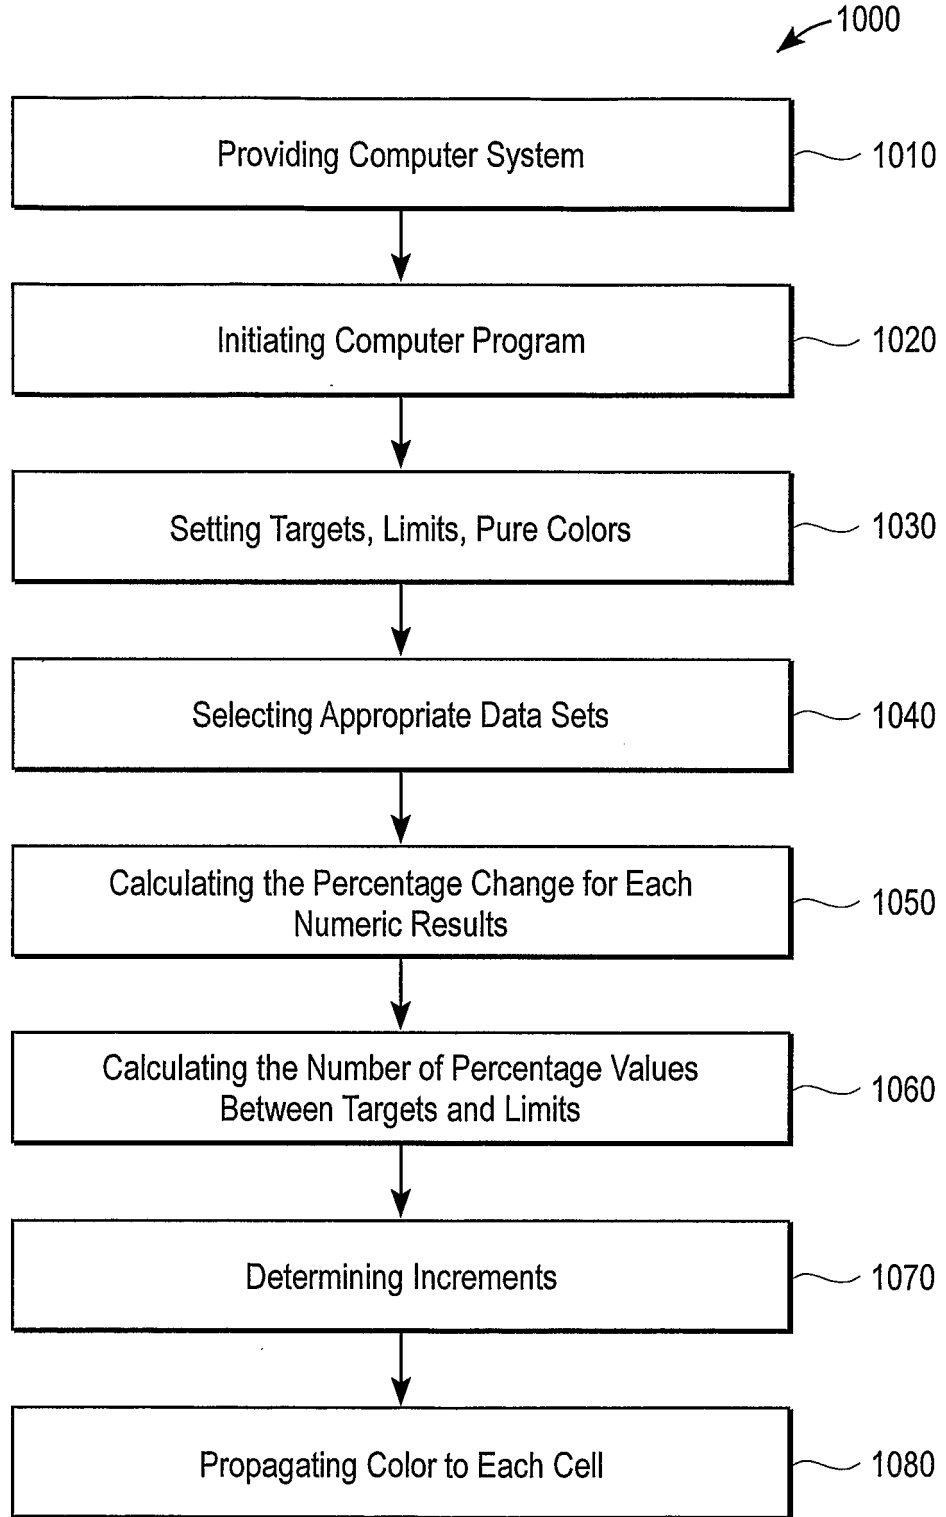 1000
Providing Computer System
1010
Initiating Computer Program
1020
Setting Targets, Limits, Pure Colors
1030
Selecting Appropriate Data Sets
1040
Calculating the Percentage Change for Each
Numeric Results
1050
Calculating the Number of Percentage Values
Between Targets and Limits
1060
Determining Increments
1070
Propagating Color to Each Cell
1080